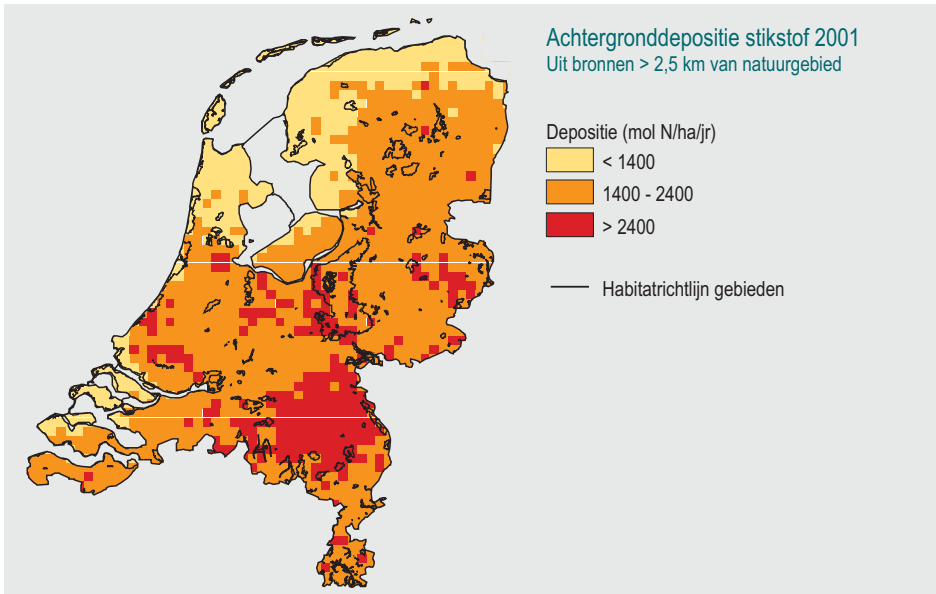 Achtergronddepositie stikstof 2001
Uit bronnen > 2,5 km van natuurgebied
Depositie (mol N/ha/jr)
< 1400
1400 - 2400
> 2400
Habitatrichtlijn gebieden